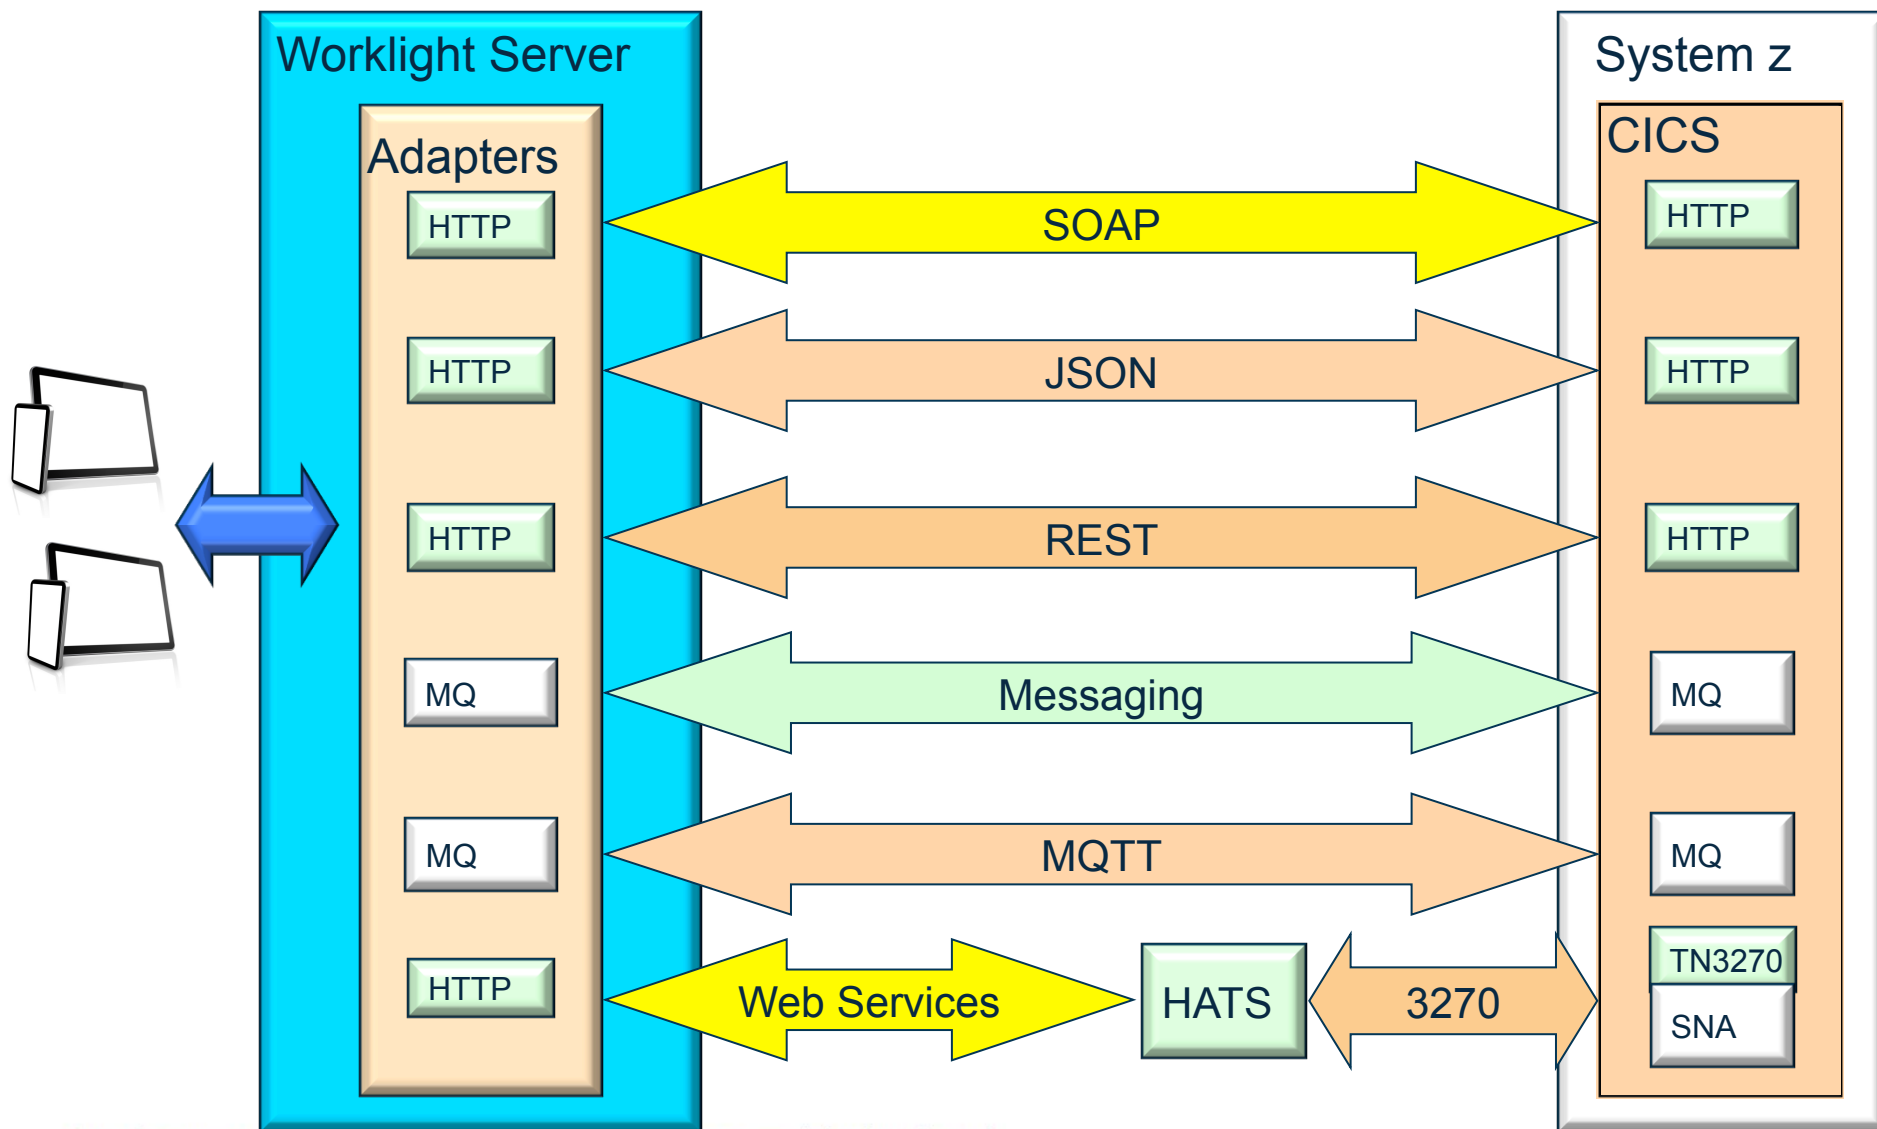 Worklight Server
System z
Adapters
CICS
HTTP
SOAP
HTTP
HTTP
JSON
HTTP
HTTP
REST
HTTP
MQ
Messaging
MQ
MQ
MQTT
MQ
HTTP
Web Services
HATS
3270
TN3270
SNA